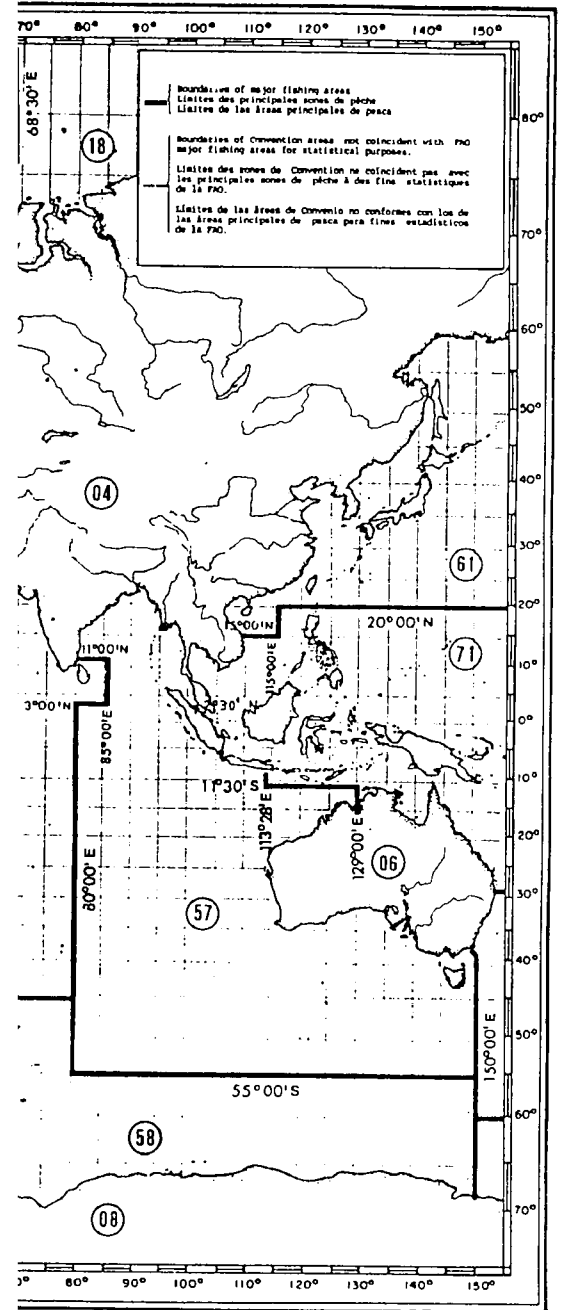 70° 80° 90° 100° 110° 120° 130° 140° 150°
68°30' E
Boundaries of major fishing areas
Limites des principales zones de pêche
Límites de las áreas principales de pesca
Boundaries of Convention areas not coincident with FAO
major fishing areas for statistical purposes.
Limites des zones de Convention ne coïncident pas avec
les principales zones de pêche à des fins statistiques
de la FAO.
Límites de las áreas de Convenio no conformes con los de
las áreas principales de pesca para fines estadísticos
de la FAO.
18
80°
70°
60°
50°
04
40°
30°
61
20°
15°00'N
20°00'N
71
11°00'N
115°00'E
10°
3°00'N
2°30' N
0°
85°00'E
10°
11°30'S
113°28'E
129°00' E
20°
06
80°00' E
30°
57
40°
50°
150°00' E
55°00'S
60°
58
08
70°
80° 90° 100° 110° 120° 130° 140° 150°